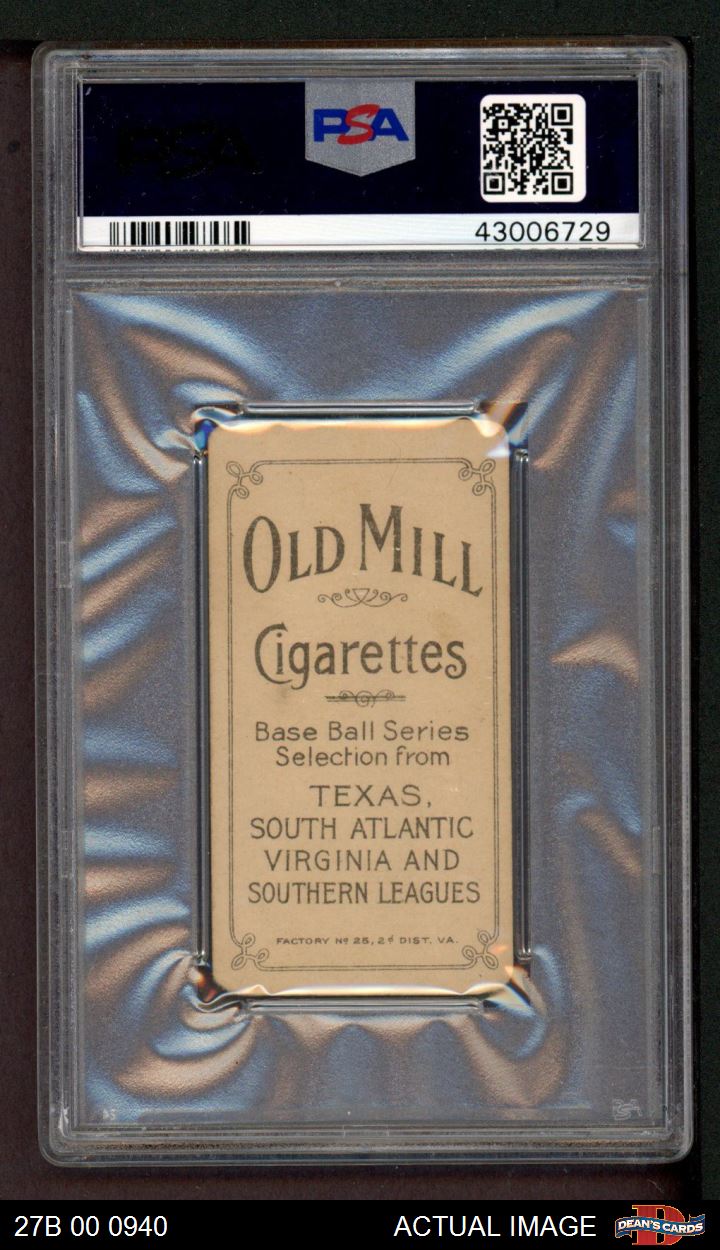 PSA
43006729
OLD MILL
Cigarettes
Base Ball Series
Selection from
TEXAS,
SOUTH ATLANTIC
VIRGINIA AND
SOUTHERN LEAGUES
FACTORY Nº 25, 2d DIST. VA.
27B 00 0940
ACTUAL IMAGE
D
DEAN'S CARDS